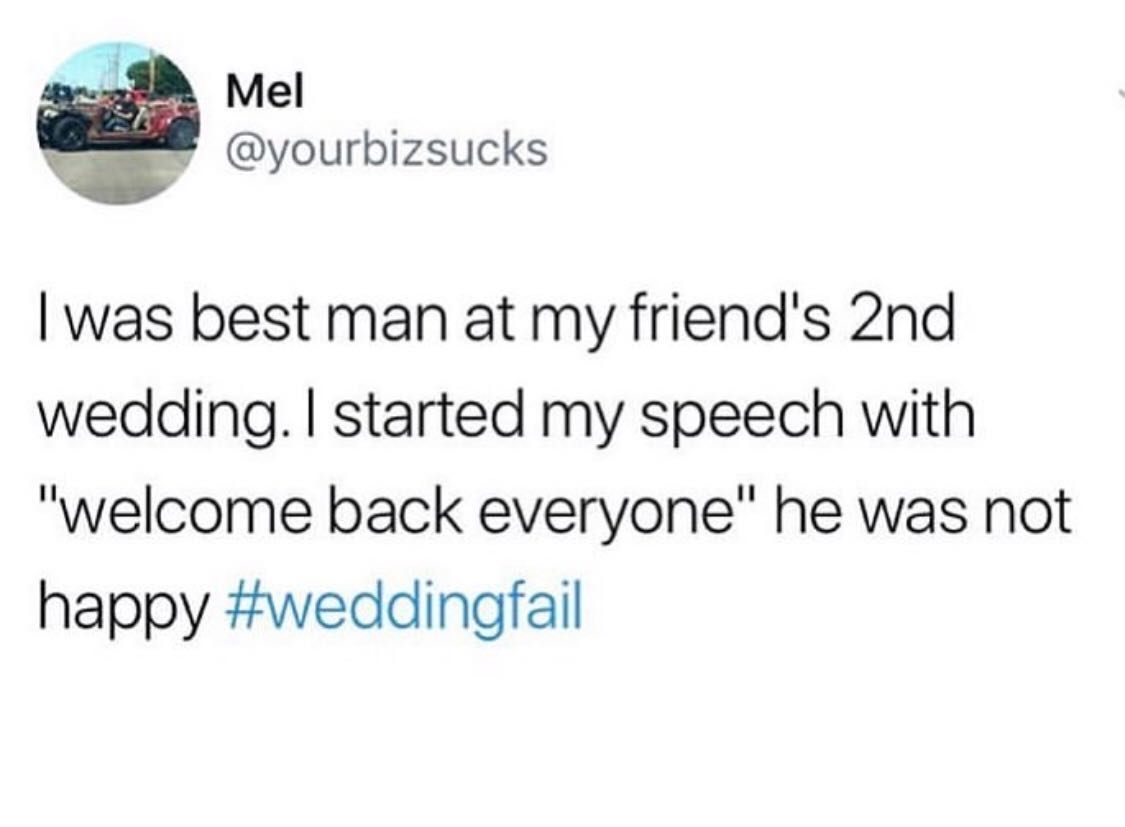 Mel
@yourbizsucks
I was best man at my friend's 2nd
wedding. I started my speech with
"welcome back everyone" he was not
happy #weddingfail